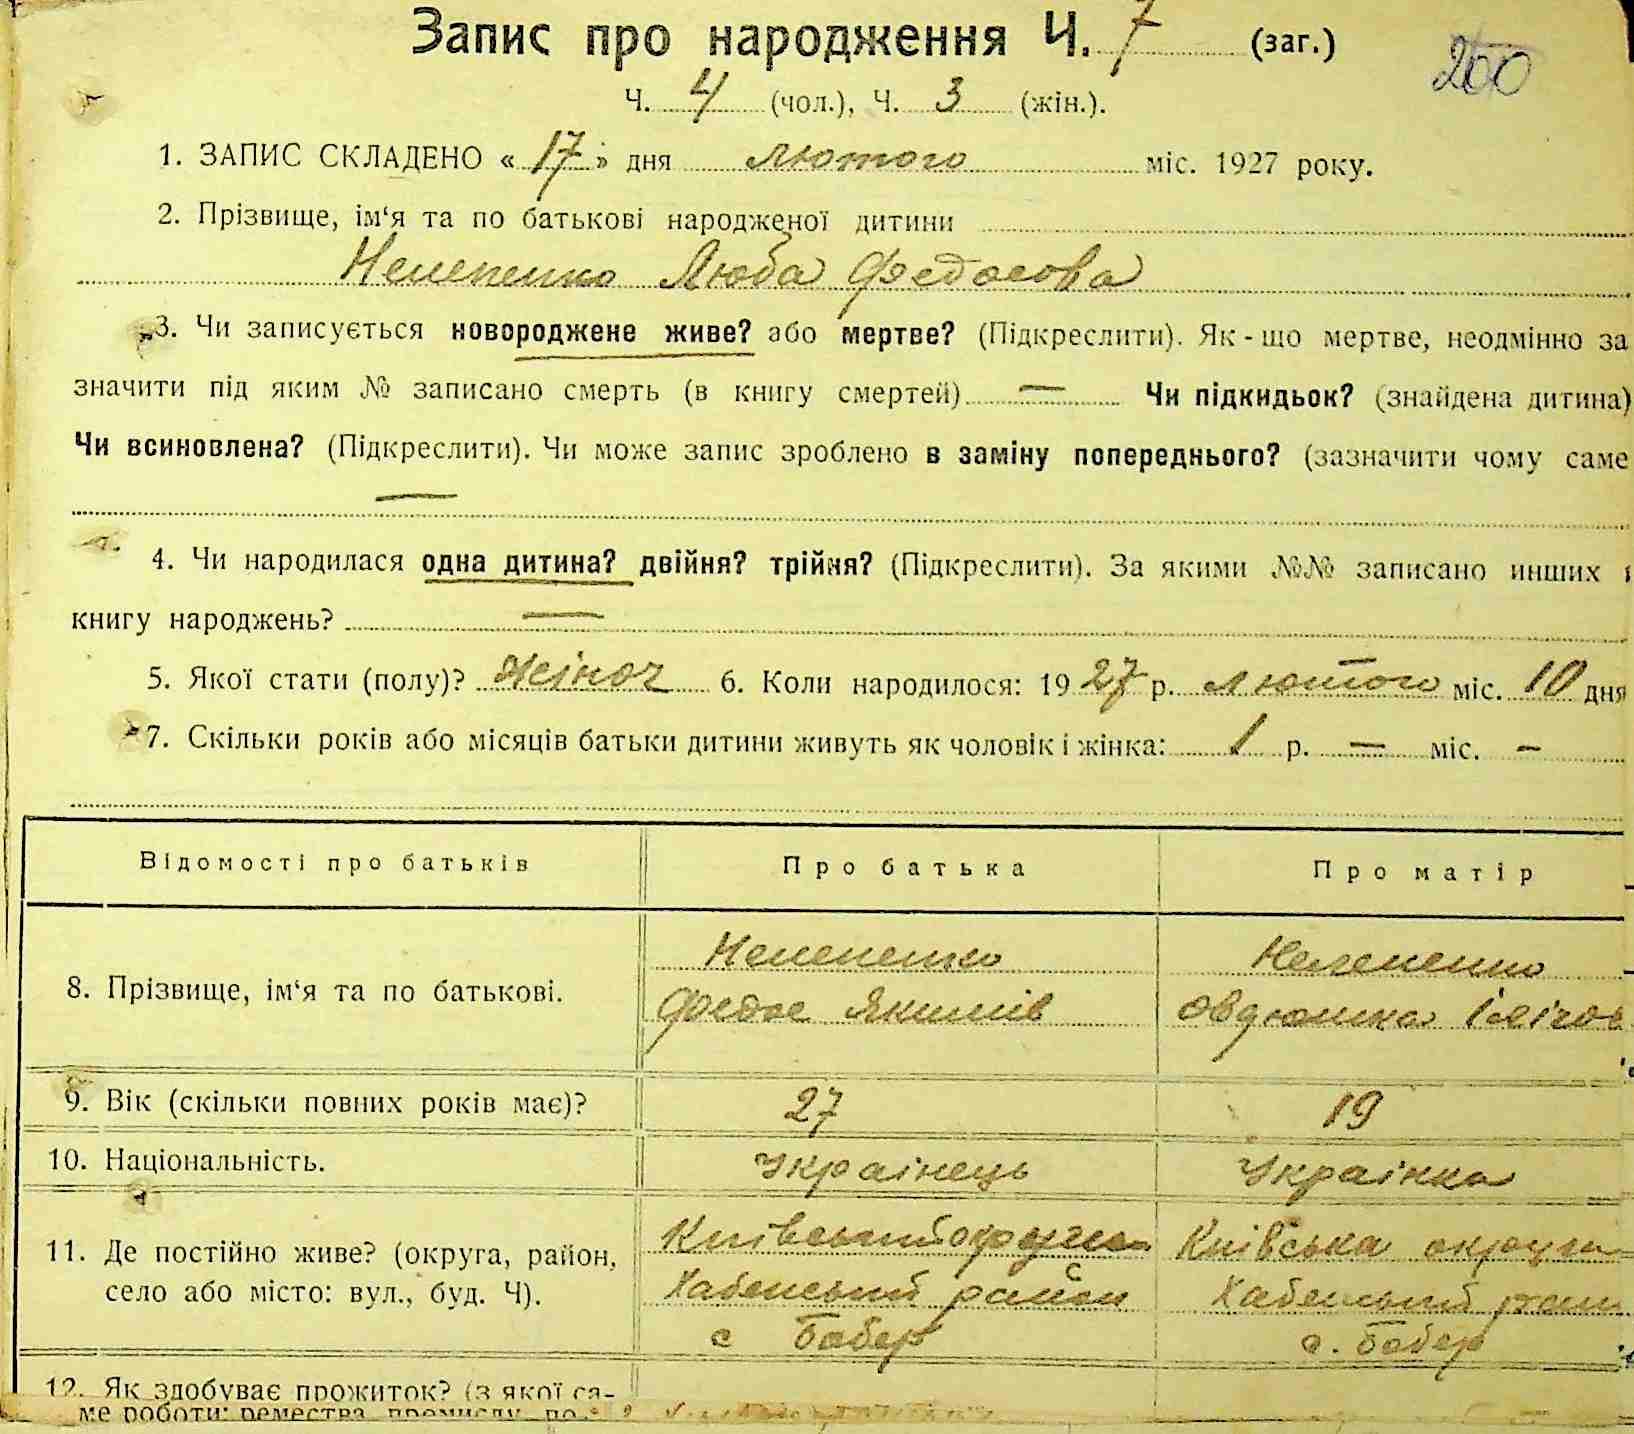 Запис про народження Ч. 7 (заг.)
200
Ч. 4 (чол.), Ч. 3 (жін.).
1. ЗАПИС СКЛАДЕНО « 17 » дня лютого міс. 1927 року.
2. Прізвище, ім‘я та по батькові народженої дитини
Нелепенко Люба Федосова
3. Чи записується новороджене живе? або мертве? (Підкреслити). Як-що мертве, неодмінно за
значити під яким № записано смерть (в книгу смертей) — Чи підкидьок? (знайдена дитина)
Чи всиновлена? (Підкреслити). Чи може запис зроблено в заміну попереднього? (зазначити чому саме
—
4. Чи народилася одна дитина? двійня? трійня? (Підкреслити). За якими №№ записано инших
книгу народжень? —
5. Якої стати (полу)? жіноч 6. Коли народилося: 1927 р. лютого міс. 10 дня
7. Скільки років або місяців батьки дитини живуть як чоловік і жінка: 1 р. — міс. —
Відомості про батьків Про батька Про матір
8. Прізвище, ім‘я та по батькові.
Нелепенко
Федос Якимів
Нелепенко
9. Вік (скільки повних років має)? 27 19
10. Національність. Українець Українка
11. Де постійно живе? (округа, район,
село або місто: вул., буд. Ч).
Хабенський район
с Бобер
Київська округа
Хабенський
с. Бобер
12. Як здобуває прожиток? (з якої са-
ме роботи: ремества, промислу, по